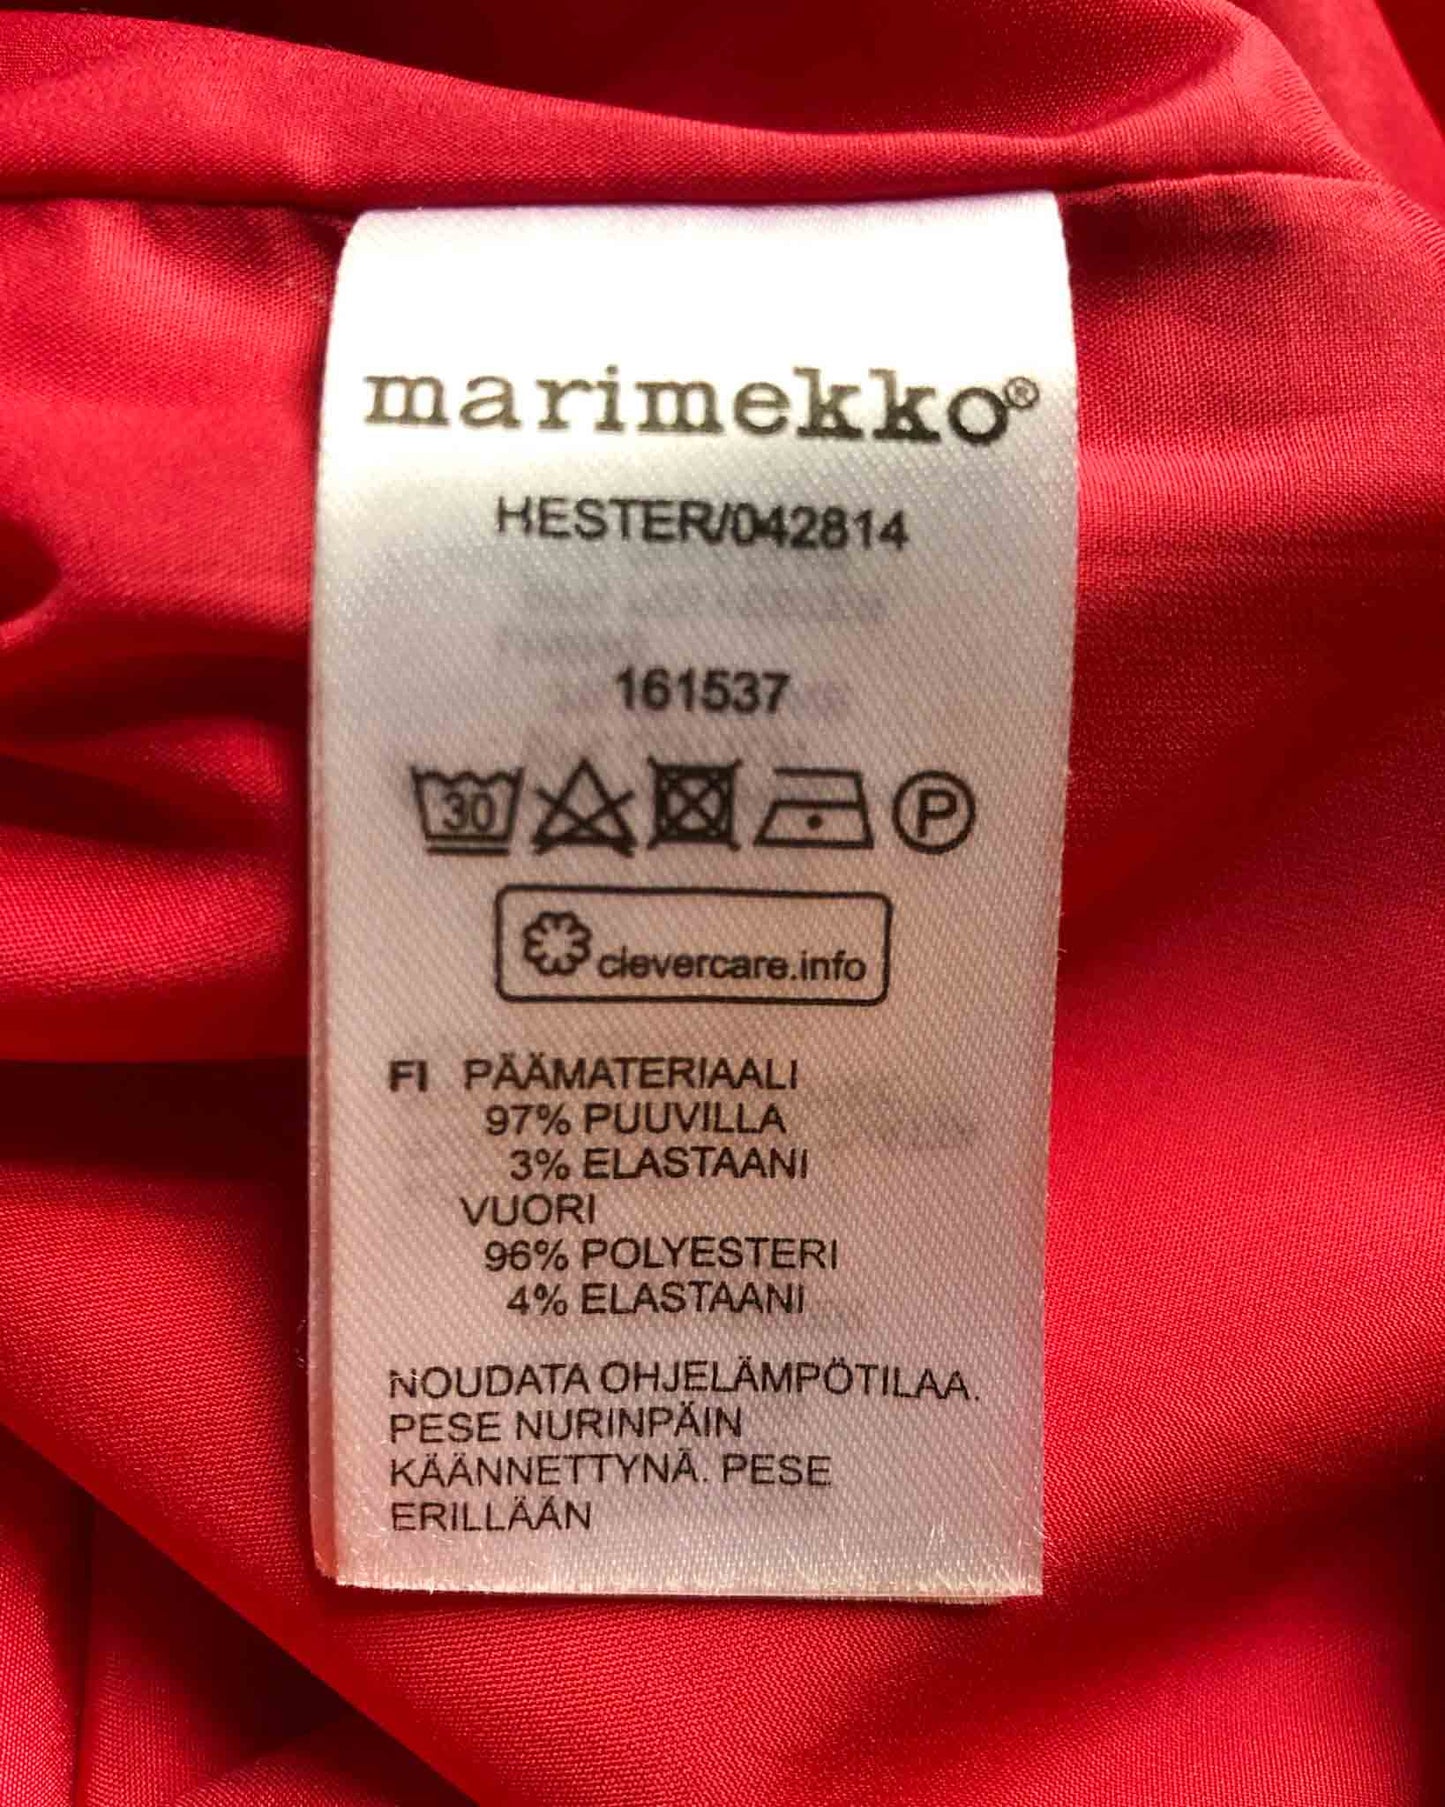 marimekko®
HESTER/042814
161537
30 P
clevercare.info
FI PÄÄMATERIAALI
97% PUUVILLA
3% ELASTAANI
VUORI
96% POLYESTERI
4% ELASTAANI
NOUDATA OHJELÄMPÖTILAA.
PESE NURINPÄIN
KÄÄNNETTYNÄ. PESE
ERILLÄÄN